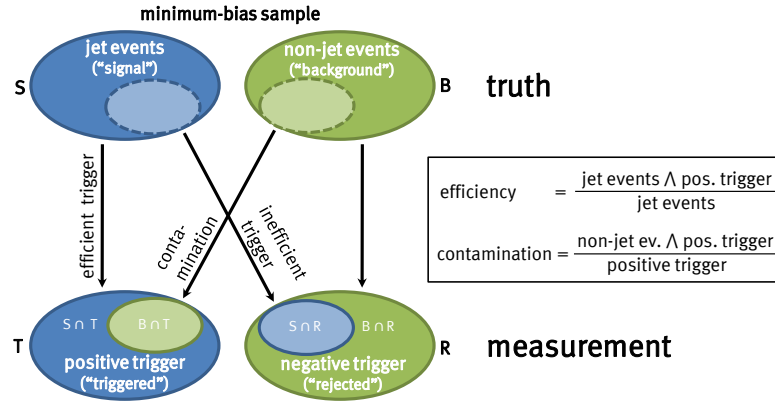 minimum-bias sample
jet events
("signal")
non-jet events
("background")
S
B
truth
efficient trigger
conta-
mination
inefficient
trigger
efficiency = jet events ∧ pos. trigger
jet events
contamination = non-jet ev. ∧ pos. trigger
positive trigger
S ∩ T
B ∩ T
S ∩ R
B ∩ R
T
positive trigger
("triggered")
negative trigger
("rejected")
R
measurement